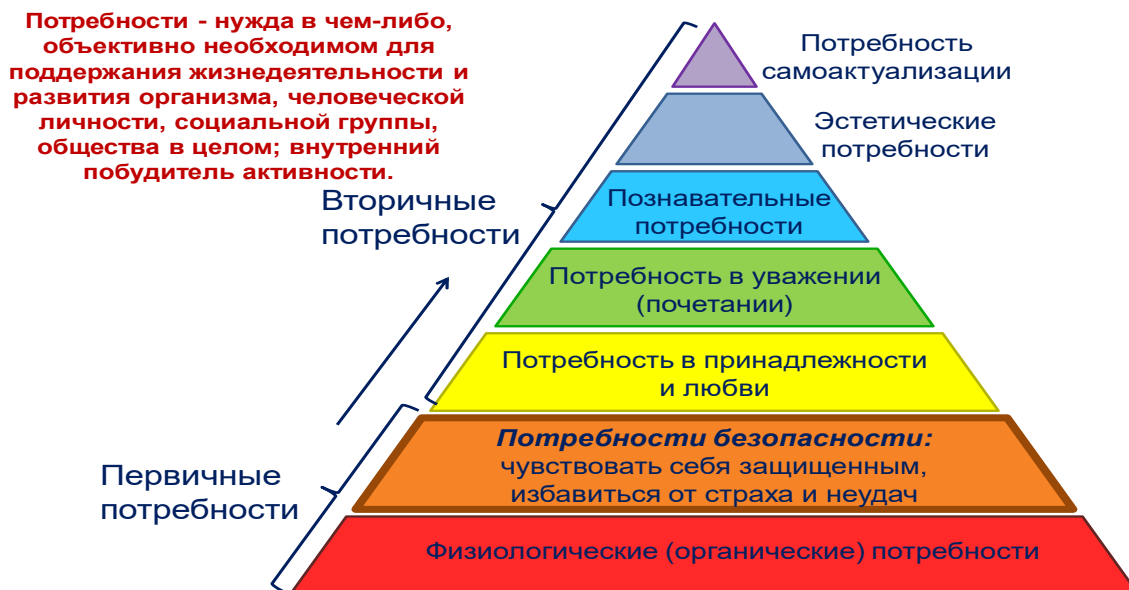 Потребности - нужда в чем-либо,
объективно необходимом для
поддержания жизнедеятельности и
развития организма, человеческой
личности, социальной группы,
общества в целом; внутренний
побудитель активности.
Потребность
самоактуализации
Эстетические
потребности
Вторичные
потребности
Познавательные
потребности
Потребность в уважении
(почетании)
Потребность в принадлежности
и любви
Первичные
потребности
Потребности безопасности:
чувствовать себя защищенным,
избавиться от страха и неудач
Физиологические (органические) потребности